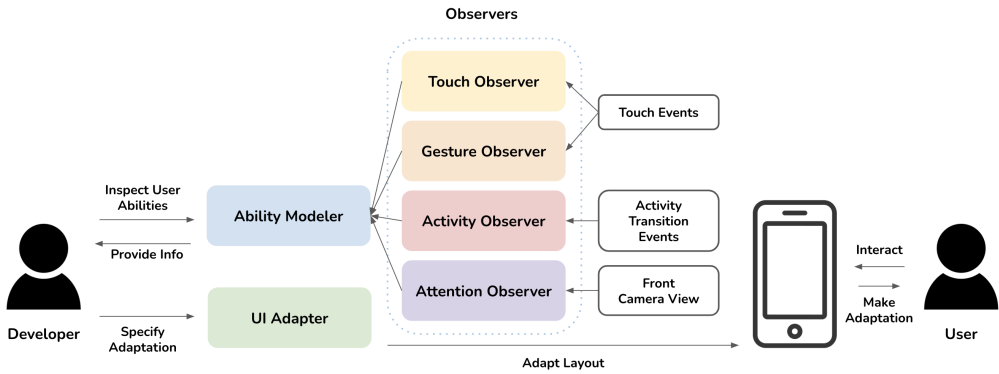 Observers
Touch Observer
Touch Events
Gesture Observer
Inspect User
Abilities
Ability Modeler
Activity Observer
Activity
Transition
Events
Provide Info
Interact
Attention Observer
Front
Camera View
Make
Adaptation
UI Adapter
Developer
Specify
Adaptation
User
Adapt Layout